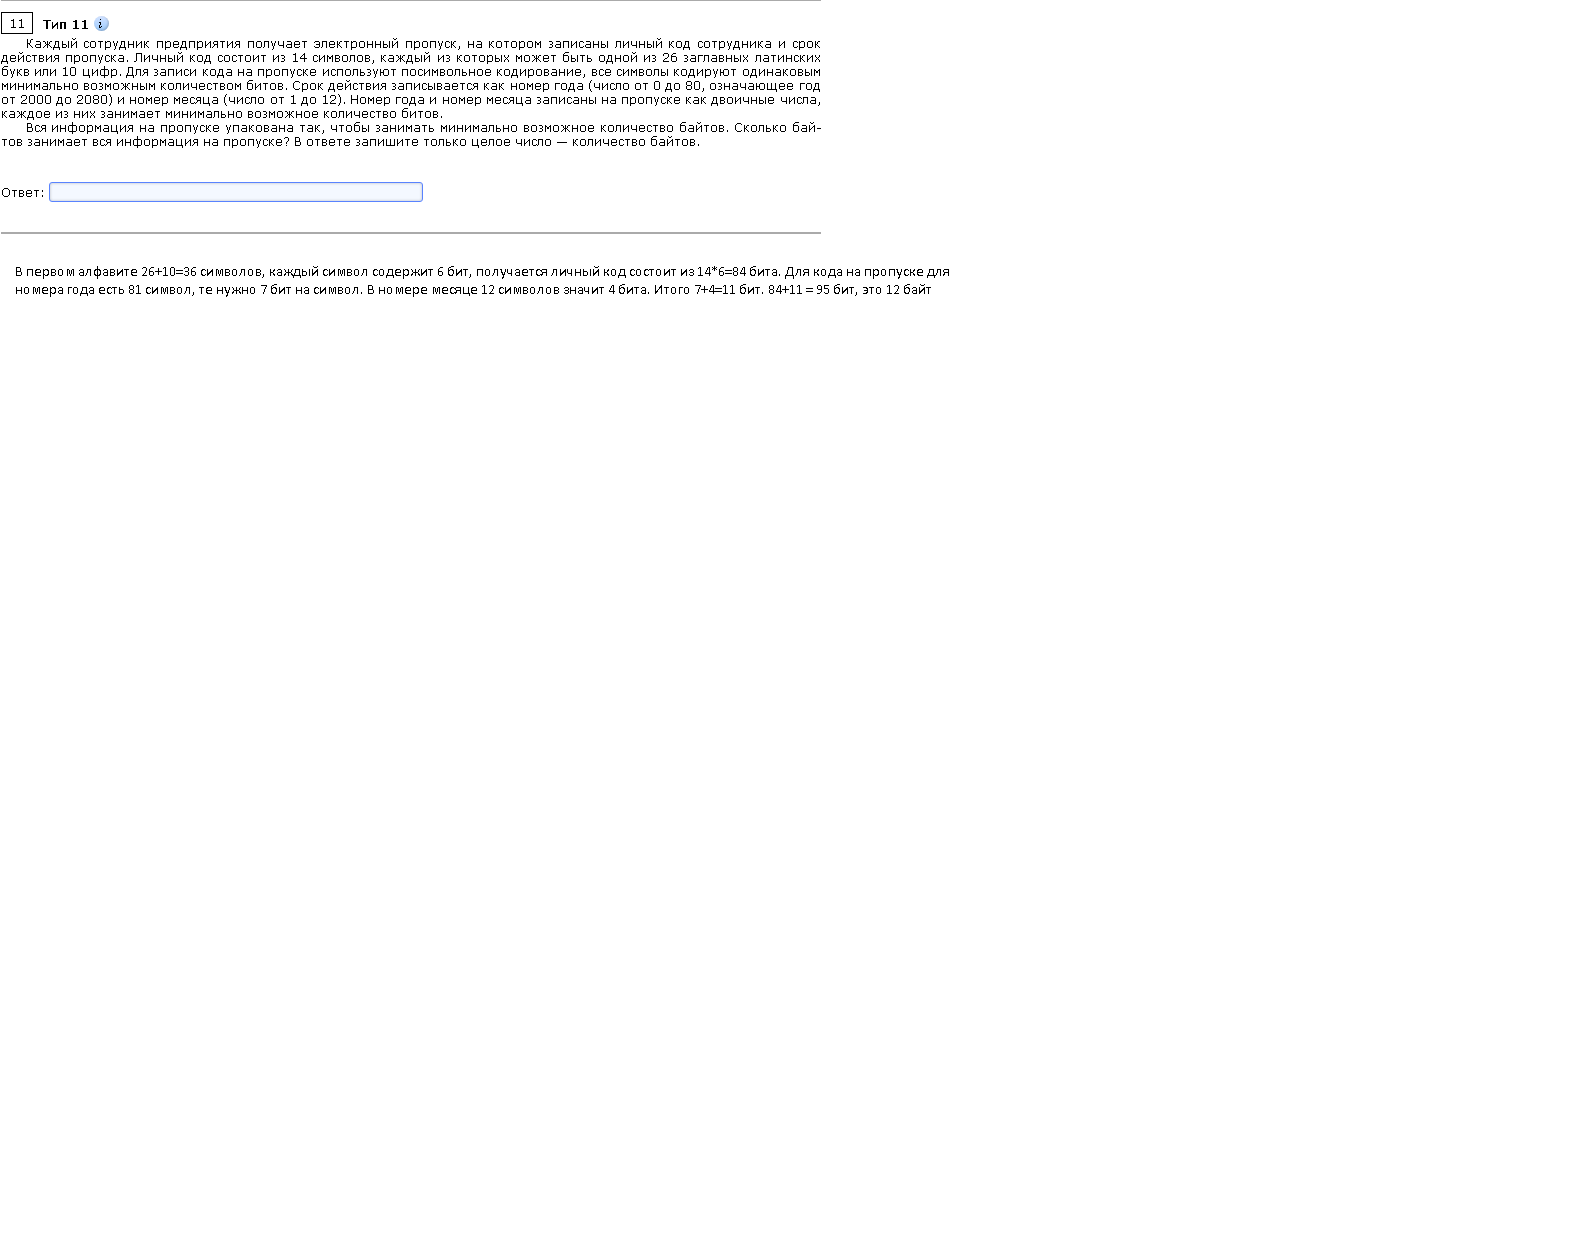 11 Тип 11 i
Каждый сотрудник предприятия получает электронный пропуск, на котором записаны личный код сотрудника и срок
действия пропуска. Личный код состоит из 14 символов, каждый из которых может быть одной из 26 заглавных латинских
букв или 10 цифр. Для записи кода на пропуске используют посимвольное кодирование, все символы кодируют одинаковым
минимально возможным количеством битов. Срок действия записывается как номер года (число от 0 до 80, означающее год
от 2000 до 2080) и номер месяца (число от 1 до 12). Номер года и номер месяца записаны на пропуске как двоичные числа,
каждое из них занимает минимально возможное количество битов.
Вся информация на пропуске упакована так, чтобы занимать минимально возможное количество байтов. Сколько бай-
тов занимает вся информация на пропуске? В ответе запишите только целое число — количество байтов.
Ответ:
В первом алфавите 26+10=36 символов, каждый символ содержит 6 бит, получается личный код состоит из 14*6=84 бита. Для кода на пропуске для
номера года есть 81 символ, те нужно 7 бит на символ. В номере месяце 12 символов значит 4 бита. Итого 7+4=11 бит. 84+11 = 95 бит, это 12 байт